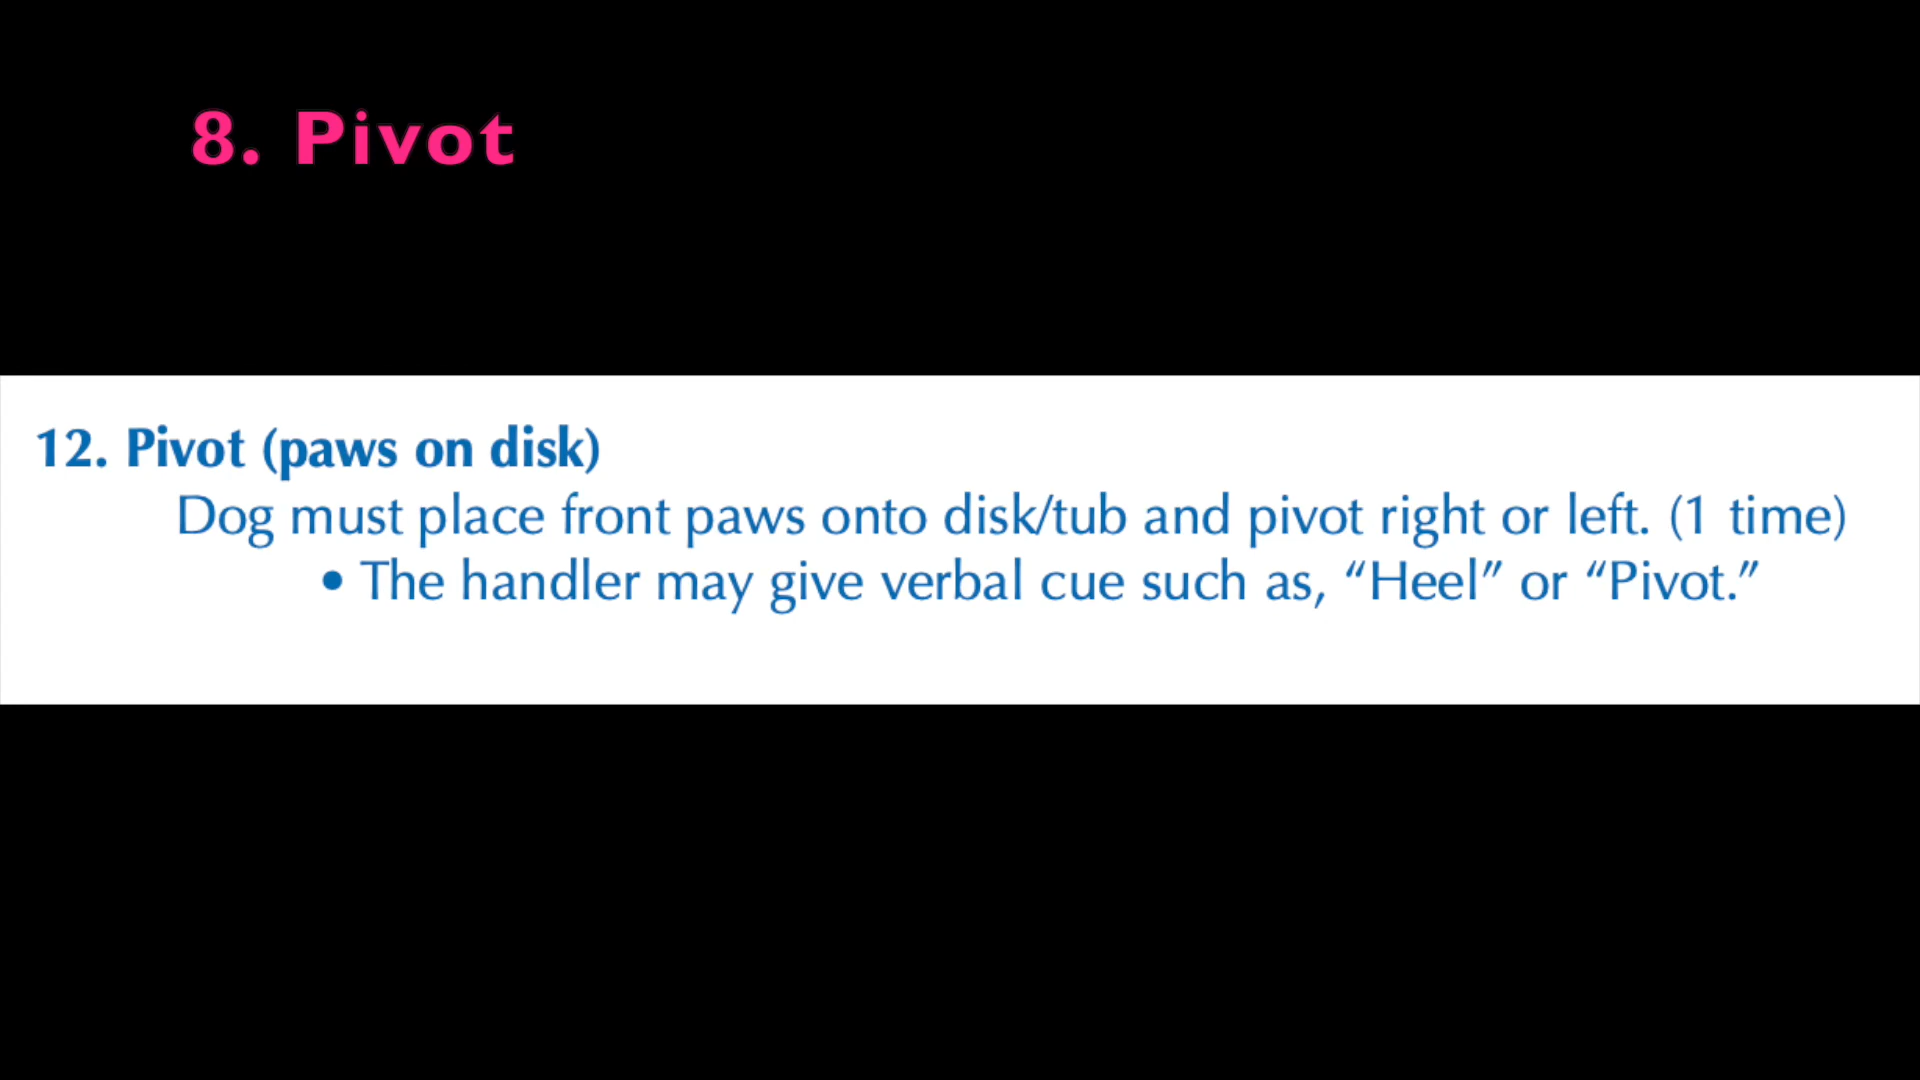 8. Pivot
12. Pivot (paws on disk)
Dog must place front paws onto disk/tub and pivot right or left. (1 time)
• The handler may give verbal cue such as, “Heel” or “Pivot.”